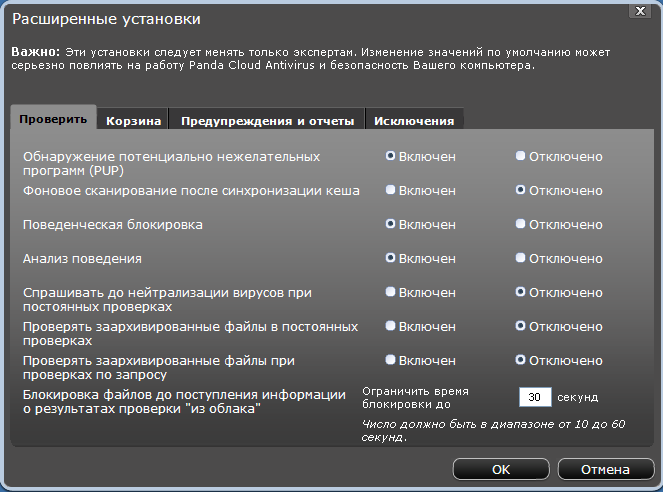 Расширенные установки
x
Важно: Эти установки следует менять только экспертам. Изменение значений по умолчанию может
серьезно повлиять на работу Panda Cloud Antivirus и безопасность Вашего компьютера.
Проверить Корзина Предупреждения и отчеты Исключения
Обнаружение потенциально нежелательных
программ (PUP)
Включен Отключено
Фоновое сканирование после синхронизации кеша Включен Отключено
Поведенческая блокировка Включен Отключено
Анализ поведения Включен Отключено
Спрашивать до нейтрализации вирусов при
постоянных проверках
Включен Отключено
Проверять заархивированные файлы в постоянных
проверках
Включен Отключено
Проверять заархивированные файлы при
проверках по запросу
Включен Отключено
Блокировка файлов до поступления информации
о результатах проверки "из облака"
Ограничить время
блокировки до
30 секунд
Число должно быть в диапазоне от 10 до 60
секунд.
OK Отмена